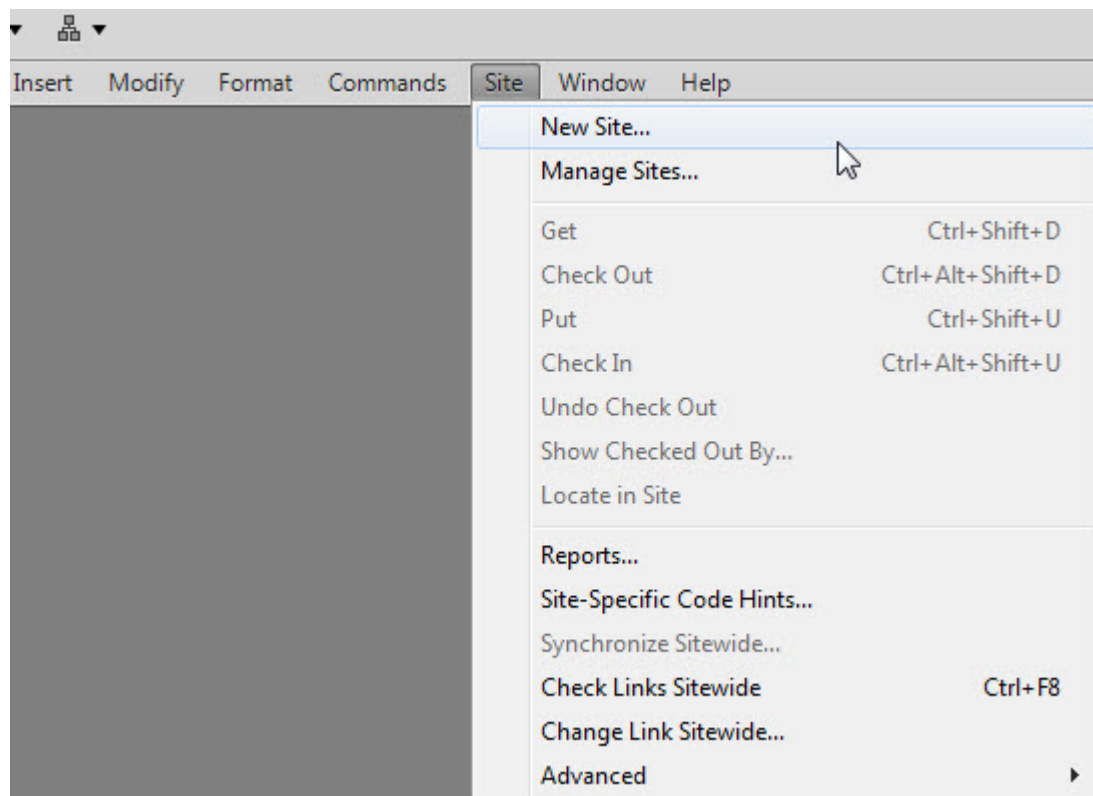 Insert Modify Format Commands Site Window Help
New Site...
Manage Sites...
Get Ctrl+Shift+D
Check Out Ctrl+Alt+Shift+D
Put Ctrl+Shift+U
Check In Ctrl+Alt+Shift+U
Undo Check Out
Show Checked Out By...
Locate in Site
Reports...
Site-Specific Code Hints...
Synchronize Sitewide...
Check Links Sitewide Ctrl+F8
Change Link Sitewide...
Advanced